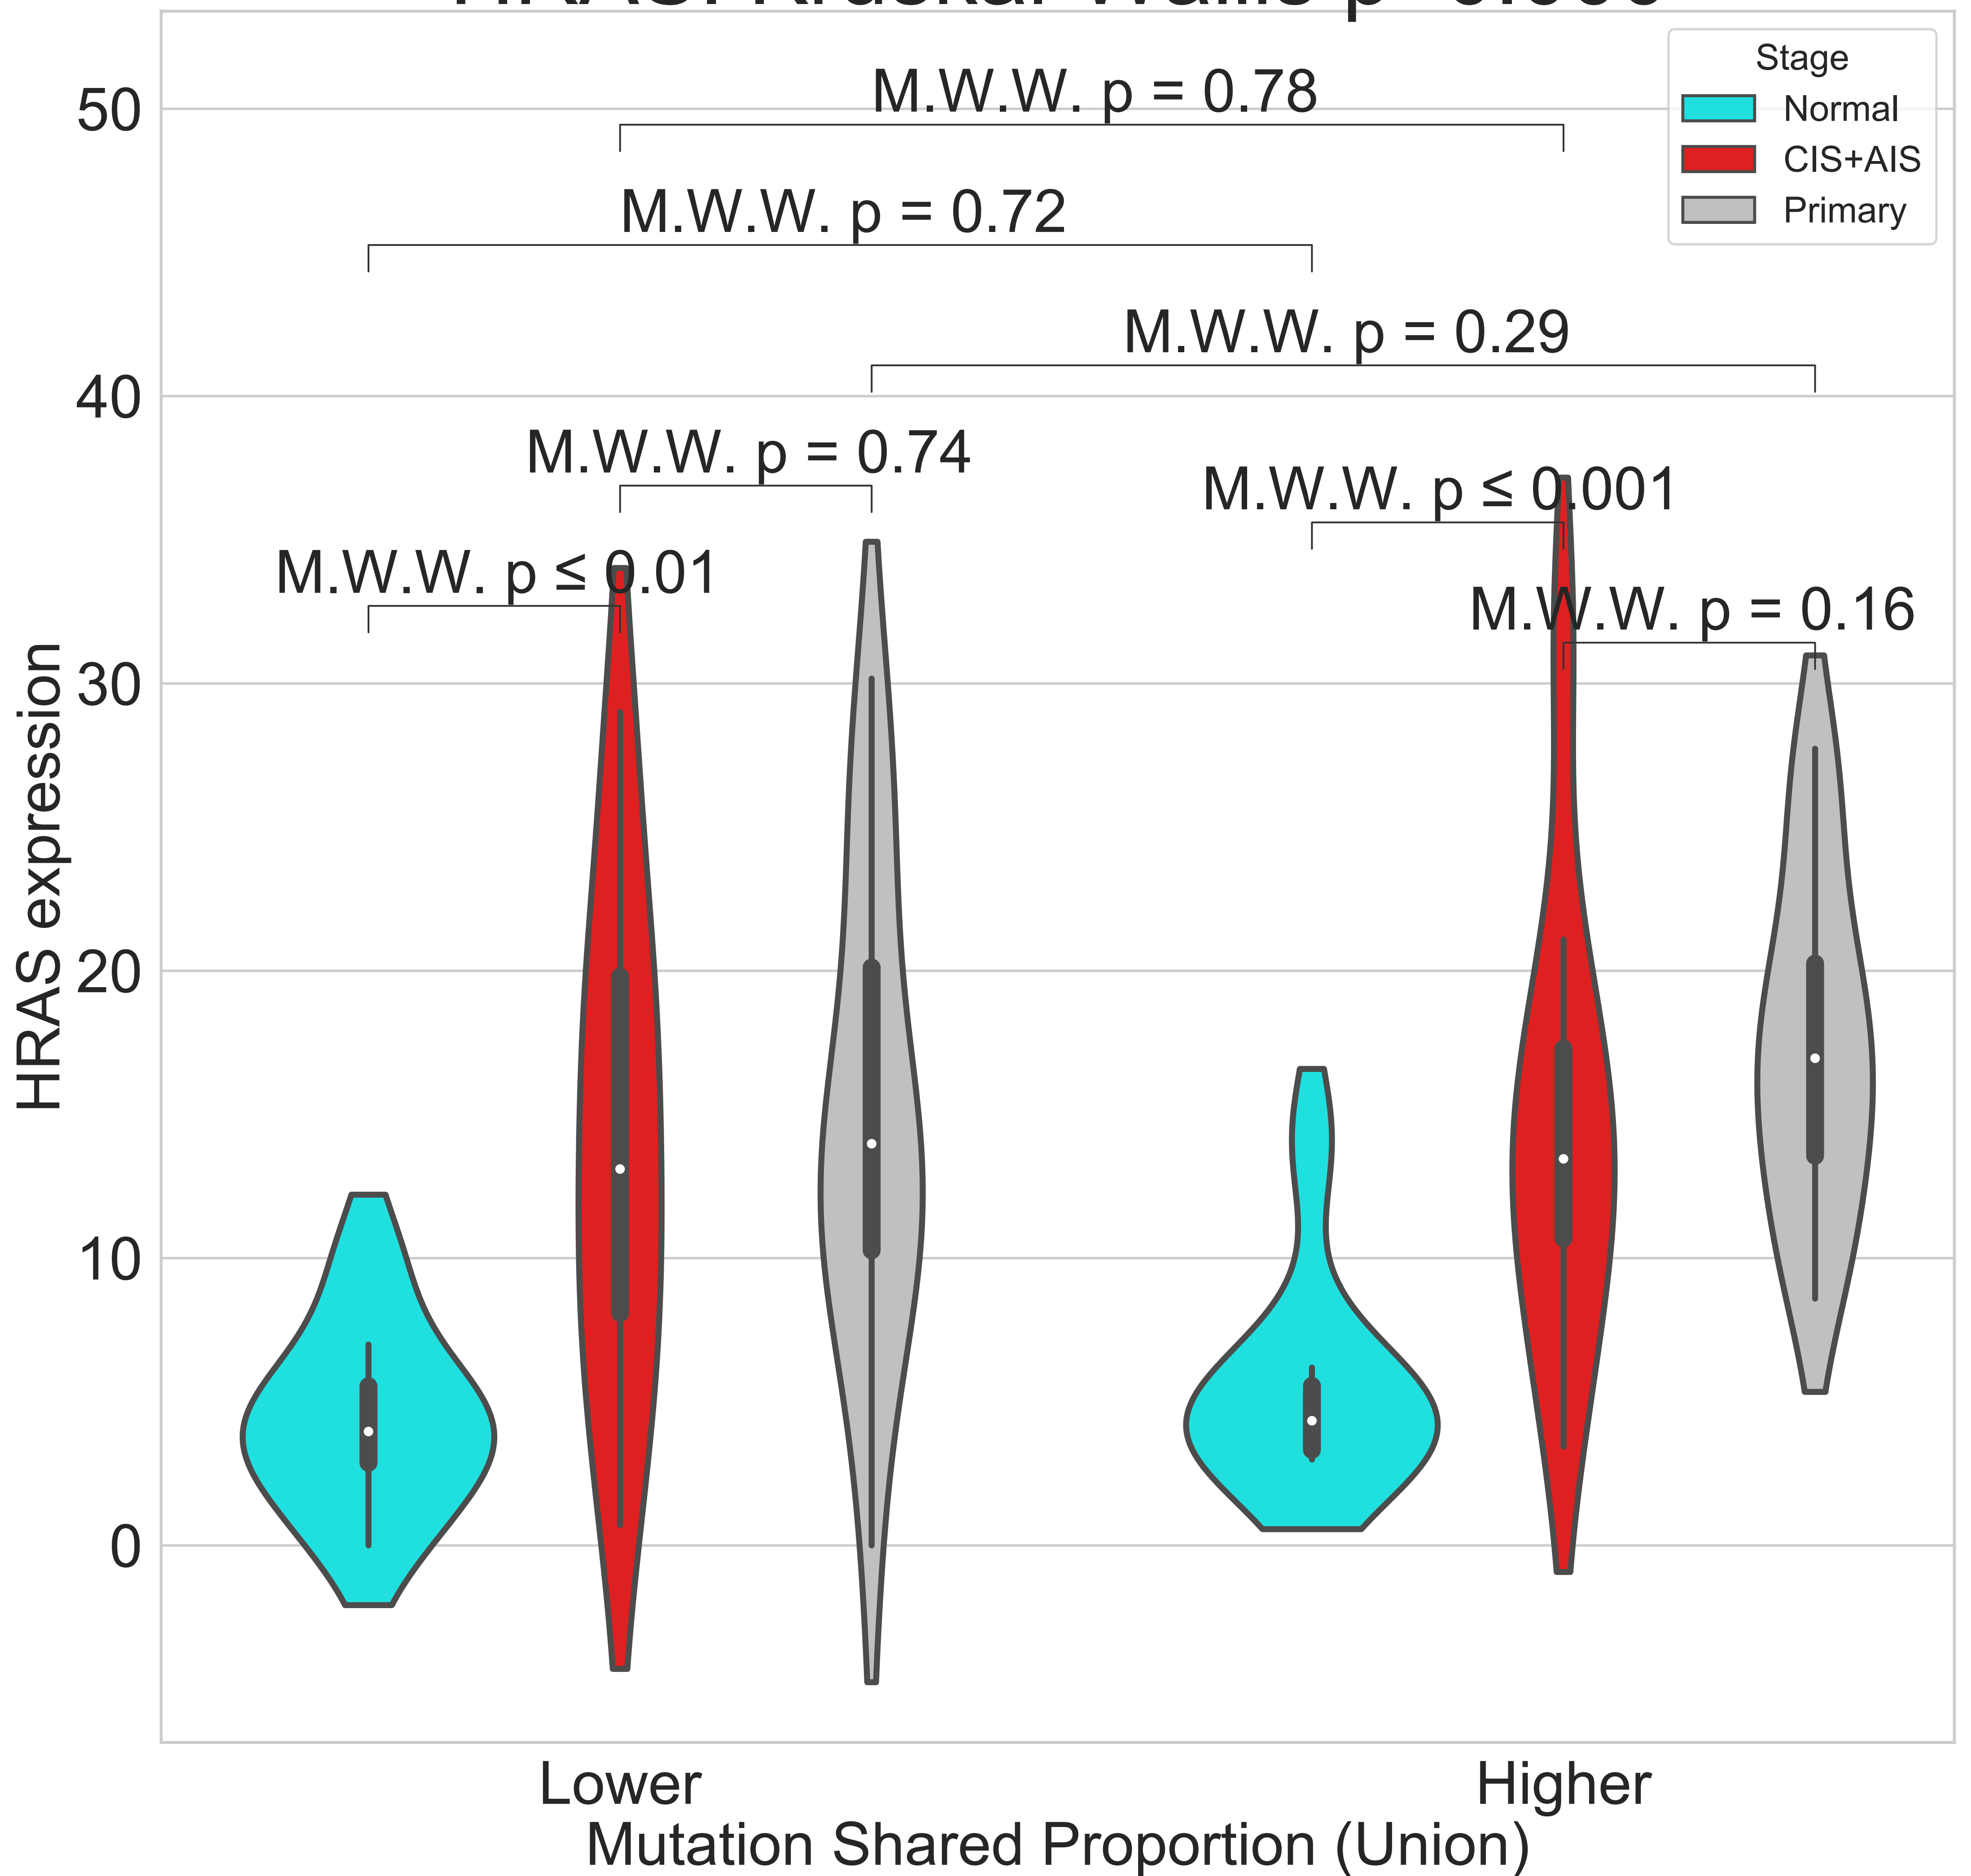 Stage
Normal
CIS+AIS
Primary
M.W.W. p = 0.78
M.W.W. p = 0.72
M.W.W. p = 0.29
M.W.W. p = 0.74
M.W.W. p ≤ 0.001
M.W.W. p ≤ 0.01
M.W.W. p = 0.16
50
40
30
20
10
0
HRAS expression
Lower
Higher
Mutation Shared Proportion (Union)